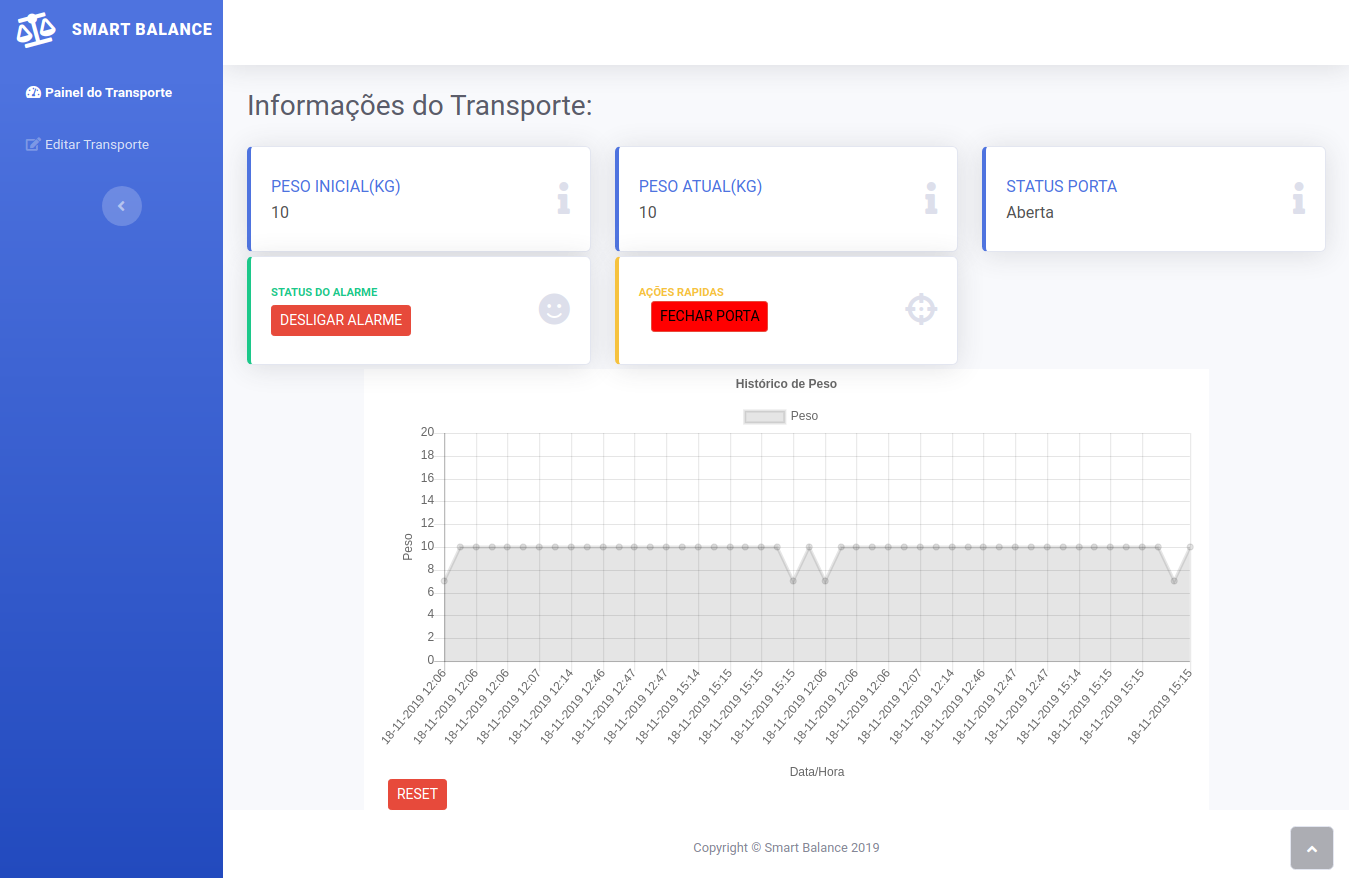 SMART BALANCE
Painel do Transporte
Editar Transporte
Informações do Transporte:
PESO INICIAL(KG)
10
PESO ATUAL(KG)
10
STATUS PORTA
Aberta
STATUS DO ALARME
DESLIGAR ALARME
AÇÕES RAPIDAS
FECHAR PORTA
Histórico de Peso
Peso
Peso
20
18
16
14
12
10
8
6
4
2
0
18-11-2019 12:06
18-11-2019 12:06
18-11-2019 12:06
18-11-2019 12:07
18-11-2019 12:14
18-11-2019 12:46
18-11-2019 12:47
18-11-2019 12:47
18-11-2019 15:14
18-11-2019 15:15
18-11-2019 15:15
18-11-2019 15:15
18-11-2019 12:06
18-11-2019 12:06
18-11-2019 12:06
18-11-2019 12:07
18-11-2019 12:14
18-11-2019 12:46
18-11-2019 12:47
18-11-2019 12:47
18-11-2019 15:14
18-11-2019 15:15
18-11-2019 15:15
18-11-2019 15:15
Data/Hora
RESET
Copyright © Smart Balance 2019